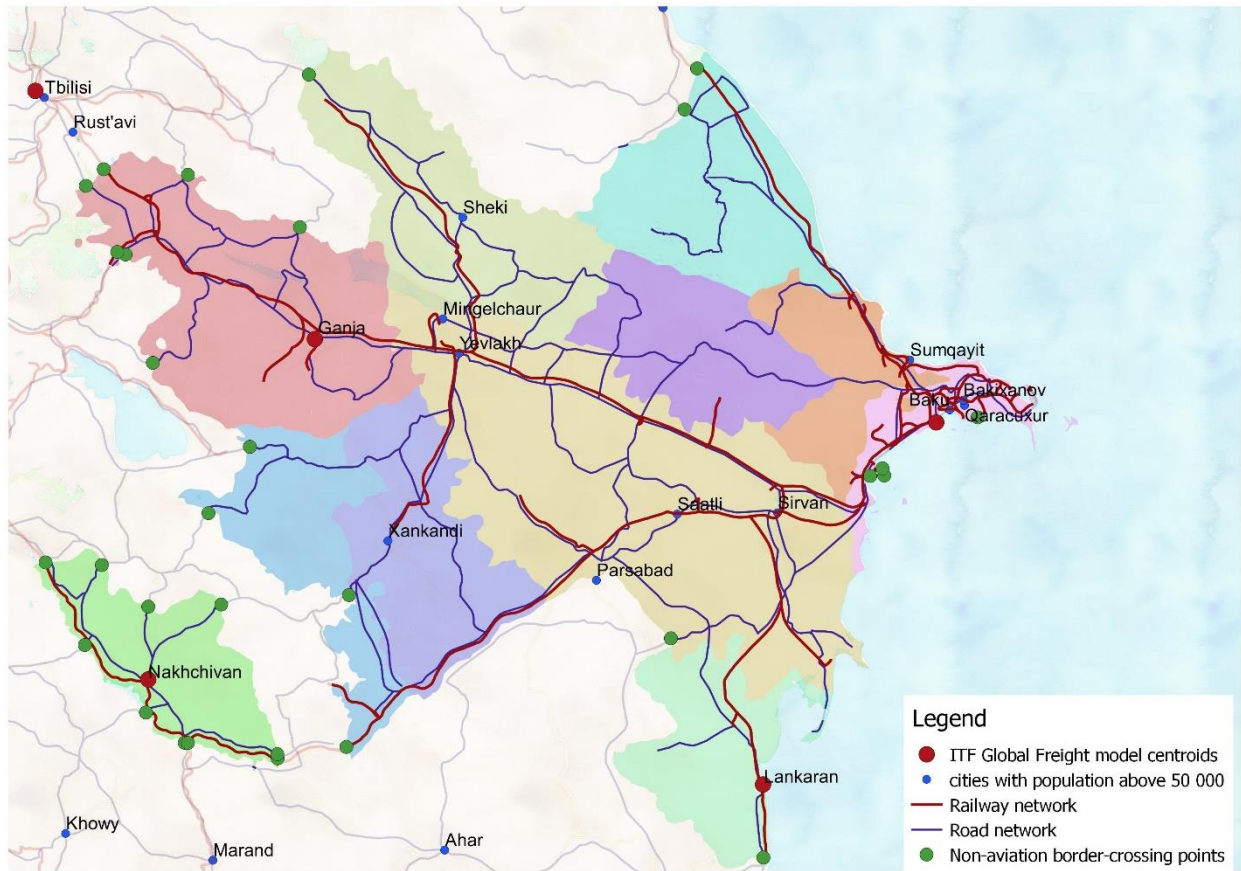 Tbilisi
Rust'avi
Sheki
Mingelchaur
Ganja
Yevlakh
Sumqayit
Bakixanov
Baku
Qaracuxur
Saatli
Sirvan
Xankandi
Parsabad
Nakhchivan
Lankaran
Khowy
Marand
Ahar
Legend
ITF Global Freight model centroids
cities with population above 50 000
Railway network
Road network
Non-aviation border-crossing points